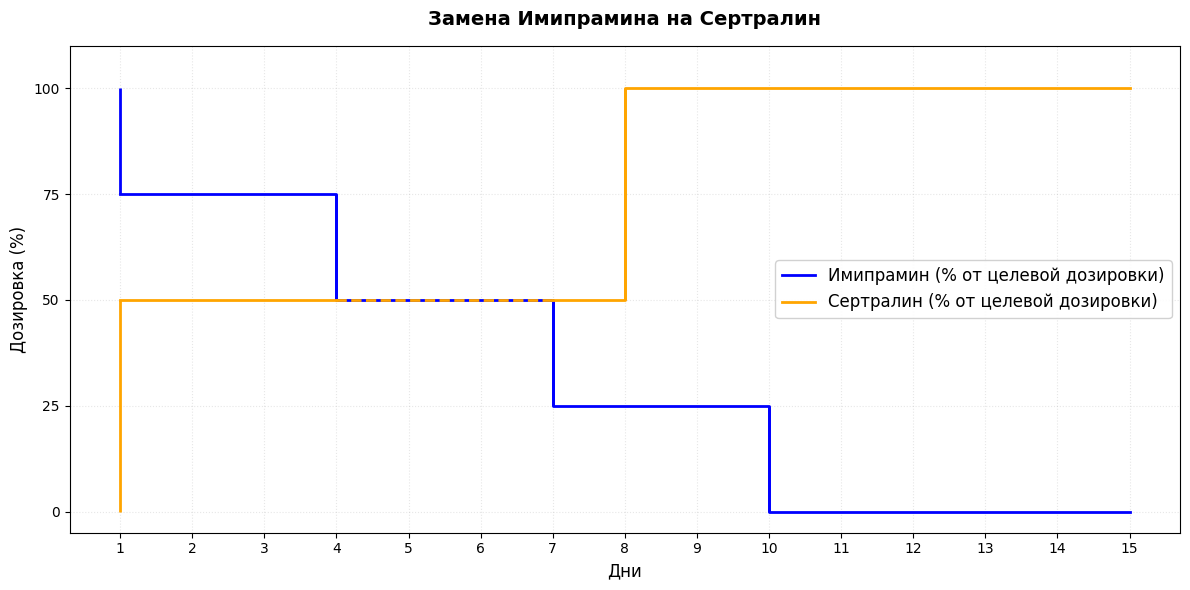 Замена Имипрамина на Сертралин
Дозировка (%)
100
75
50
25
0
Имипрамин (% от целевой дозировки)
Сертралин (% от целевой дозировки)
1 2 3 4 5 6 7 8 9 10 11 12 13 14 15
Дни